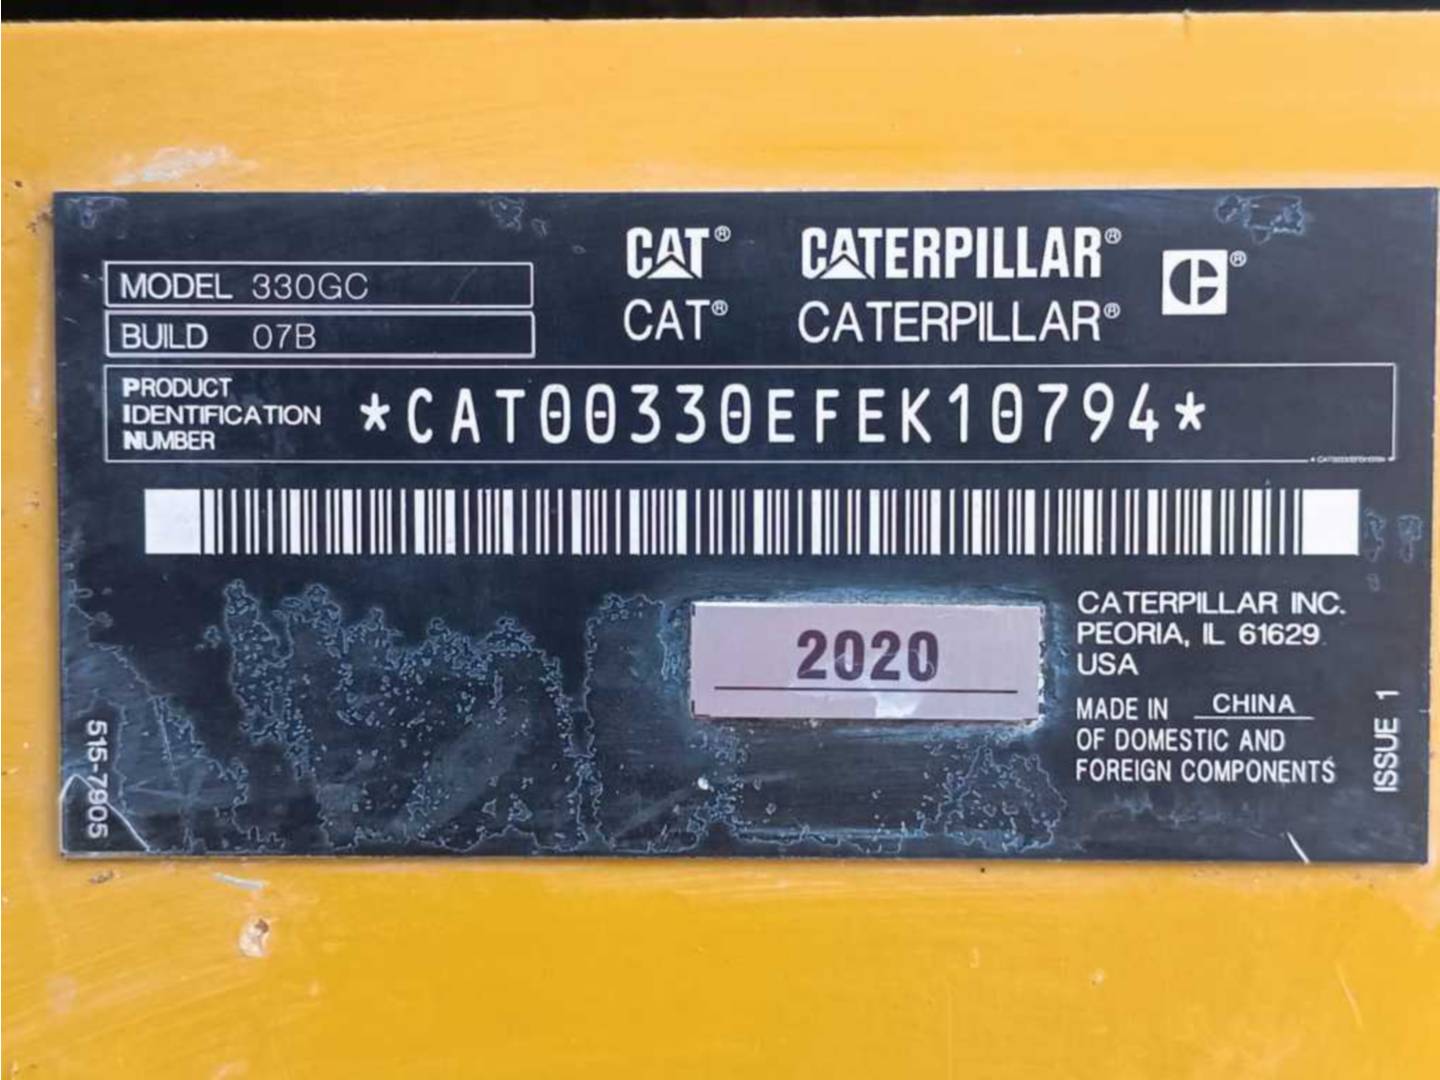 MODEL 330GC
BUILD 07B
CAT® CATERPILLAR® ®
CAT® CATERPILLAR®
PRODUCT
IDENTIFICATION
NUMBER
*CAT00330EFEK10794*
2020
CATERPILLAR INC.
PEORIA, IL 61629
USA
MADE IN CHINA
OF DOMESTIC AND
FOREIGN COMPONENTS
ISSUE 1
515-7905